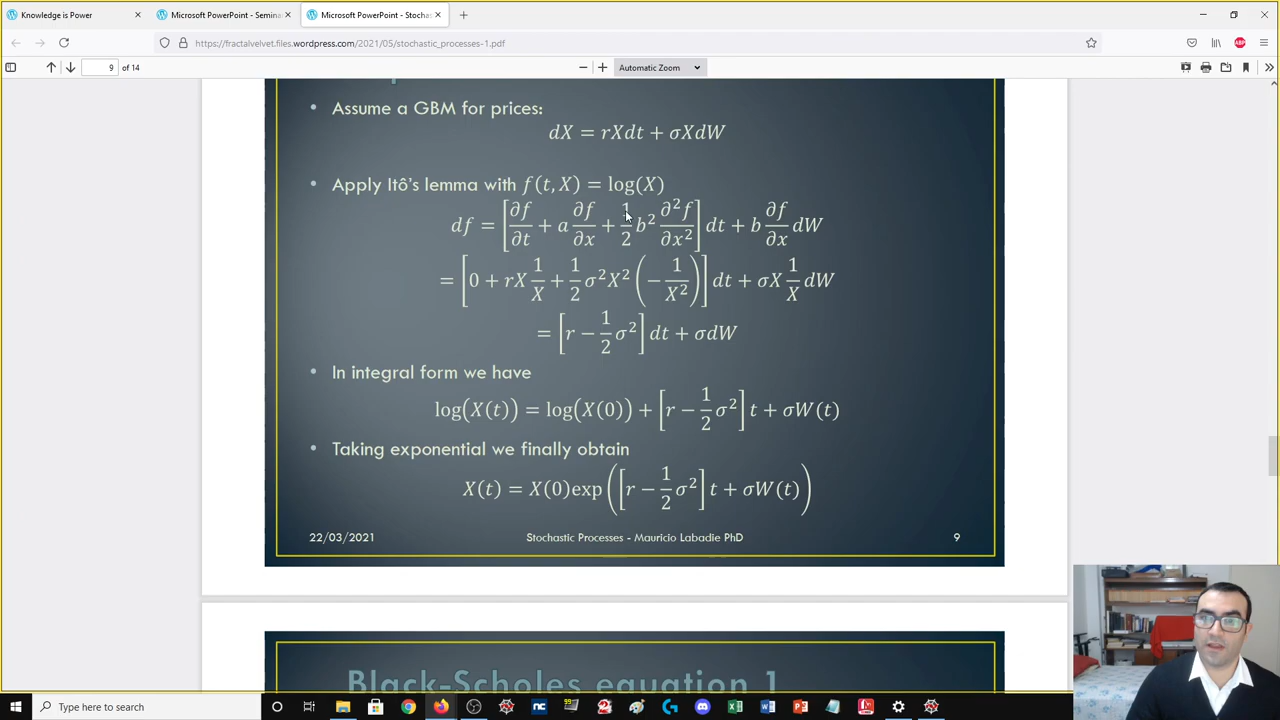 Knowledge is Power
Microsoft PowerPoint - Semina
Microsoft PowerPoint - Stochas
https://fractalvelvet.files.wordpress.com/2021/05/stochastic_processes-1.pdf
9 of 14
Automatic Zoom
• Assume a GBM for prices:
dX = rXdt + σXdW
• Apply Itô's lemma with f(t, X) = log(X)
df = [∂f/∂t + a ∂f/∂x + 1/2 b² ∂²f/∂x²] dt + b ∂f/∂x dW
= [0 + rX 1/X + 1/2 σ²X² (−1/X²)] dt + σX 1/X dW
= [r − 1/2 σ²] dt + σdW
• In integral form we have
log(X(t)) = log(X(0)) + [r − 1/2 σ²] t + σW(t)
• Taking exponential we finally obtain
X(t) = X(0)exp([r − 1/2 σ²] t + σW(t))
22/03/2021 Stochastic Processes - Mauricio Labadie PhD 9
Black-Scholes equation 1
Type here to search